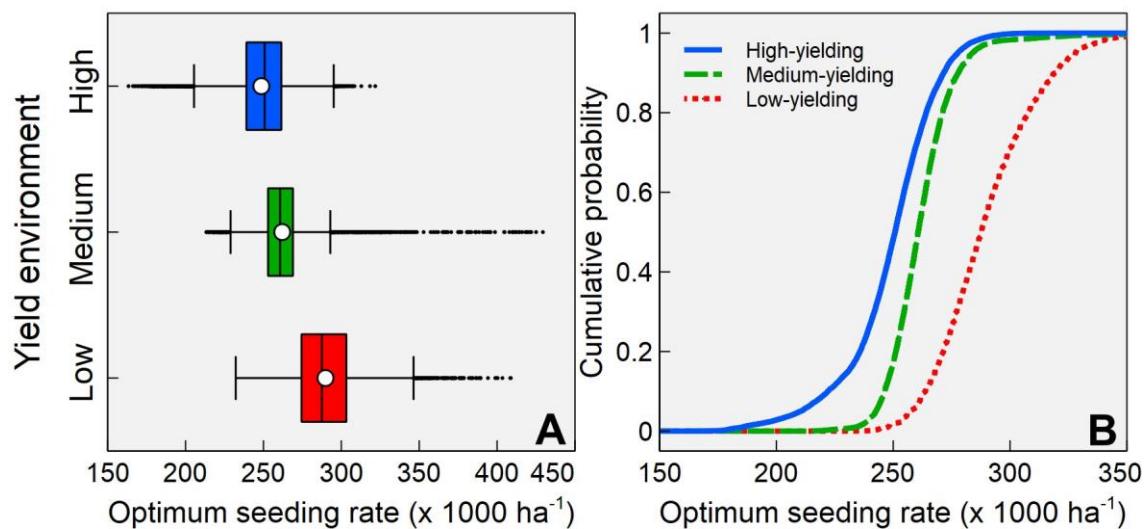 Yield environment
High
Medium
Low
150 200 250 300 350 400 450
Optimum seeding rate (x 1000 ha⁻¹)
A
Cumulative probability
1
0.8
0.6
0.4
0.2
0
High-yielding
Medium-yielding
Low-yielding
150 200 250 300 350
Optimum seeding rate (x 1000 ha⁻¹)
B